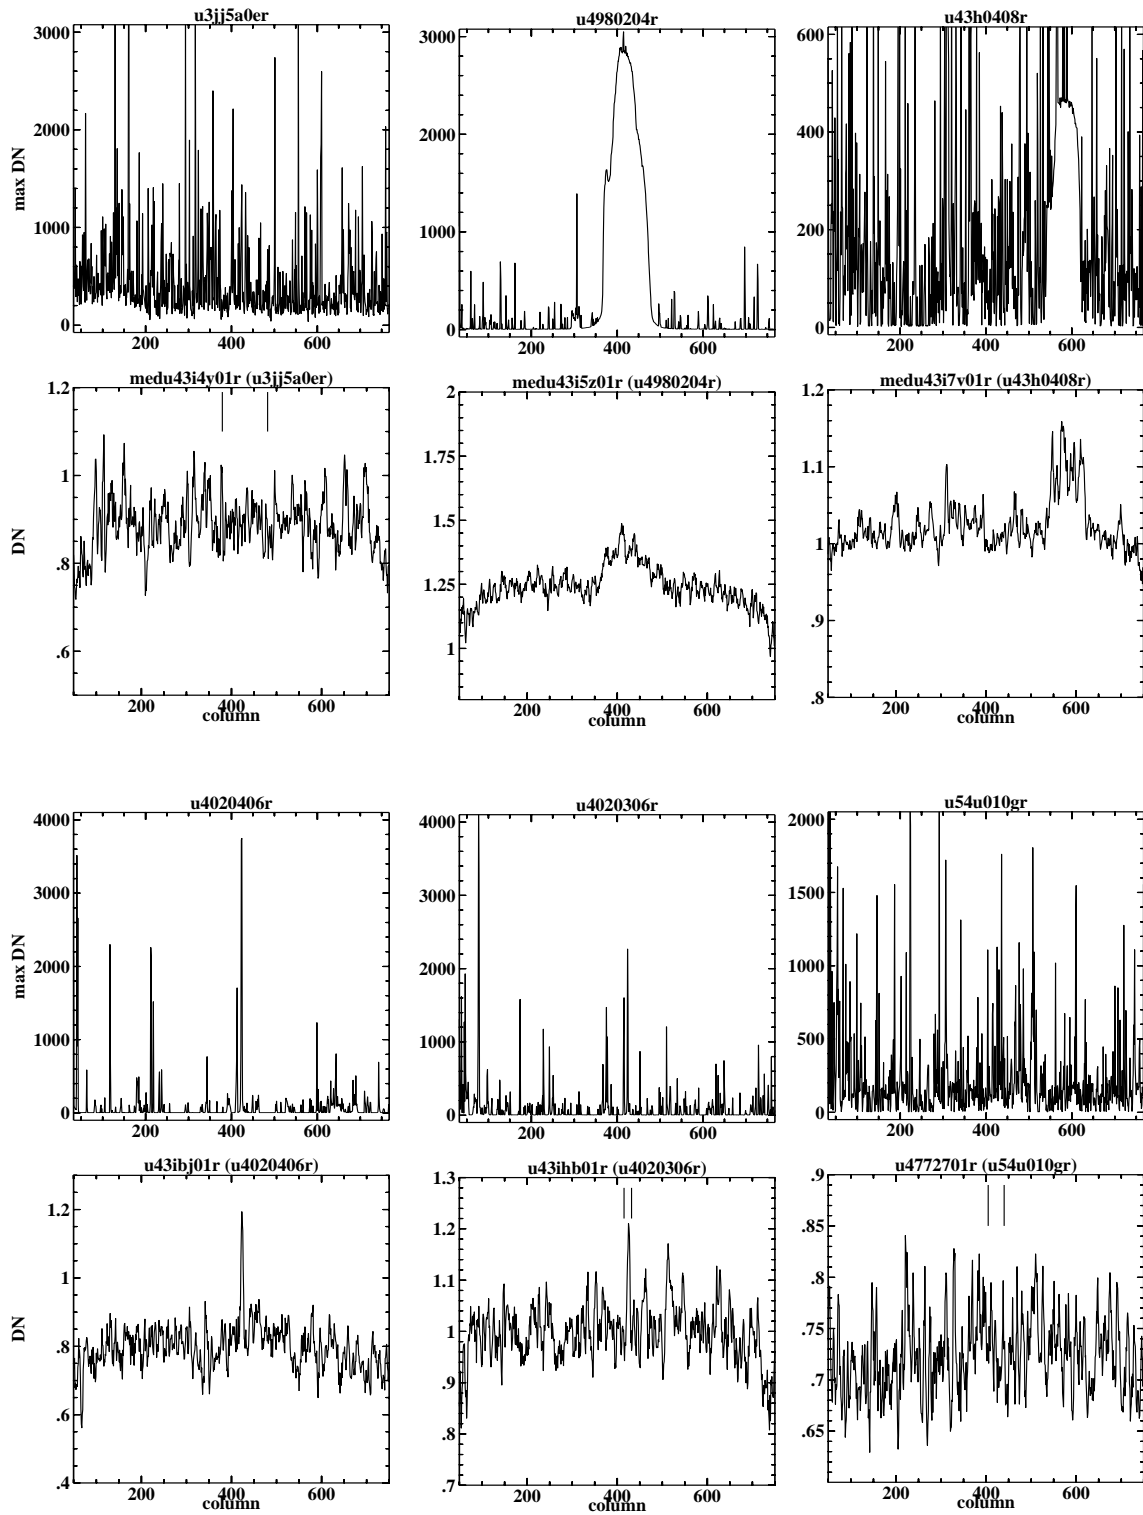 u3jj5a0er
u4980204r
u43h0408r
max DN
3000
2000
1000
0
200 400 600
3000
2000
1000
0
200 400 600
600
400
200
0
200 400 600
medu43i4y01r (u3jj5a0er)
medu43i5z01r (u4980204r)
medu43i7v01r (u43h0408r)
DN
1.2
1
.8
.6
200 400 600
column
2
1.75
1.5
1.25
1
200 400 600
column
1.2
1.1
1
.9
.8
200 400 600
column
u4020406r
u4020306r
u54u010gr
max DN
4000
3000
2000
1000
0
200 400 600
4000
3000
2000
1000
0
200 400 600
2000
1500
1000
500
0
200 400 600
u43ibj01r (u4020406r)
u43ihb01r (u4020306r)
u4772701r (u54u010gr)
DN
1.2
1
.8
.6
.4
200 400 600
column
1.3
1.2
1.1
1
.9
.8
.7
200 400 600
column
.9
.85
.8
.75
.7
.65
200 400 600
column